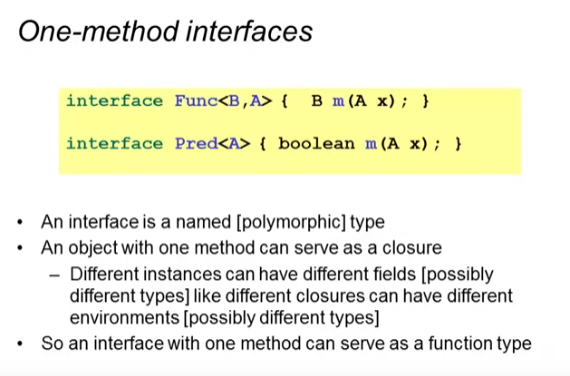 One-method interfaces
interface Func<B,A> { B m(A x); }
interface Pred<A> { boolean m(A x); }
• An interface is a named [polymorphic] type
• An object with one method can serve as a closure
– Different instances can have different fields [possibly
different types] like different closures can have different
environments [possibly different types]
• So an interface with one method can serve as a function type